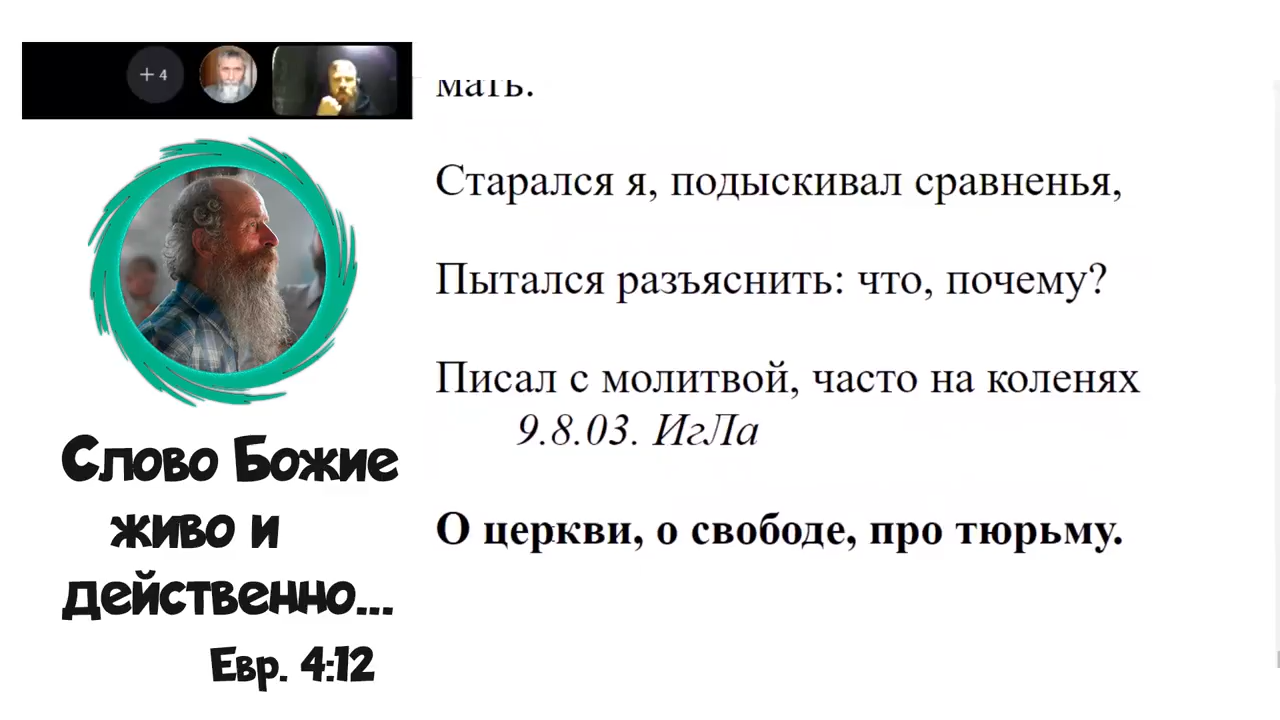 + 4
мать.
Старался я, подыскивал сравненья,
Пытался разъяснить: что, почему?
Писал с молитвой, часто на коленях
9.8.03. ИгЛа
О церкви, о свободе, про тюрьму.
Слово Божие
живо и
действенно...
Евр. 4:12